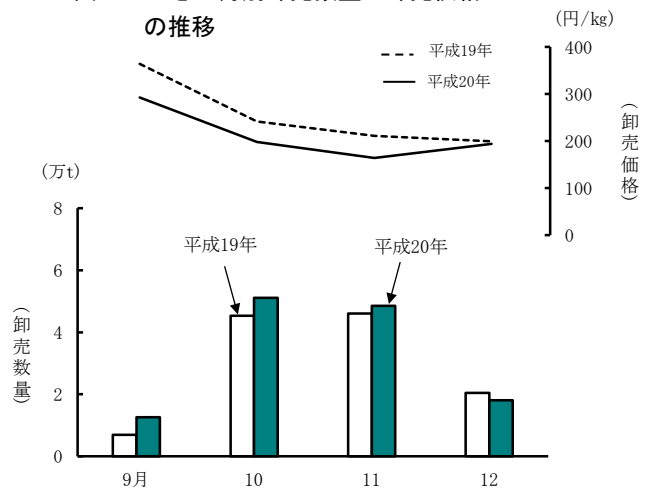 の推移
(円/kg)
平成19年
平成20年
400
300
200
100
0
（卸売価格）
(万t)
8
6
4
2
0
（卸売数量）
平成19年
平成20年
9月
10
11
12